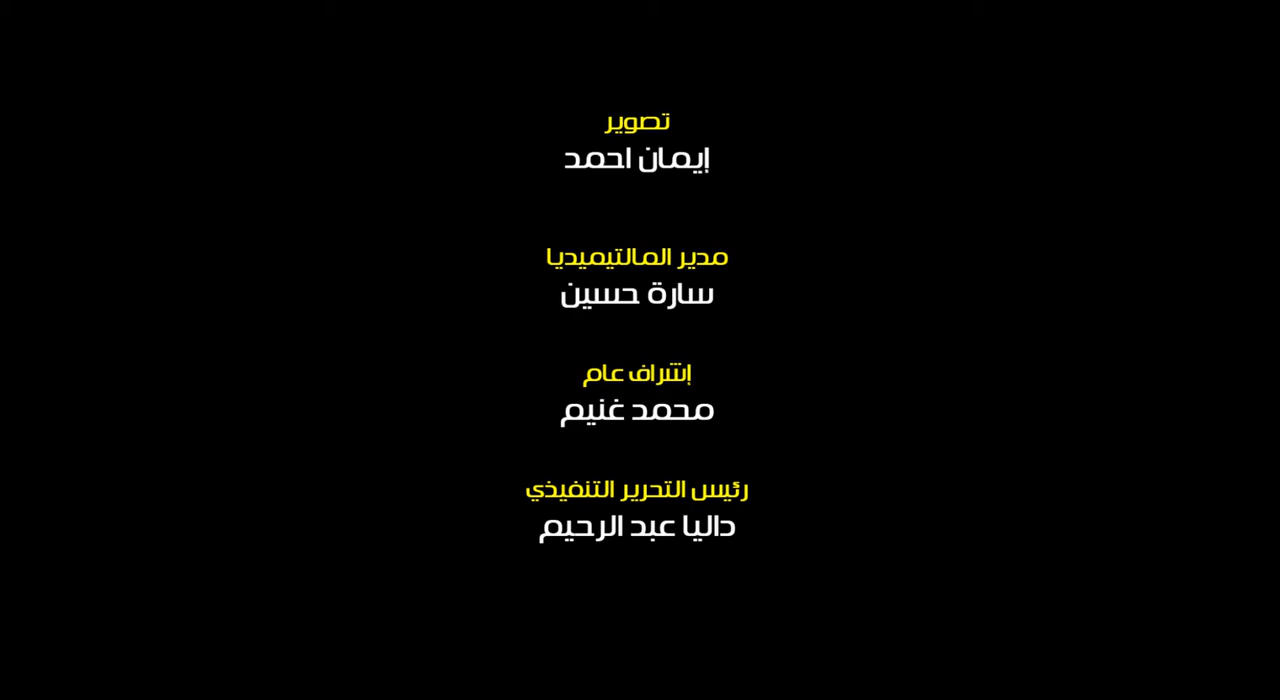 تصوير
إيمان احمد
مدير المالتيميديا
سارة حسين
إشراف عام
محمد غنيم
رئيس التحرير التنفيذي
داليا عبد الرحيم